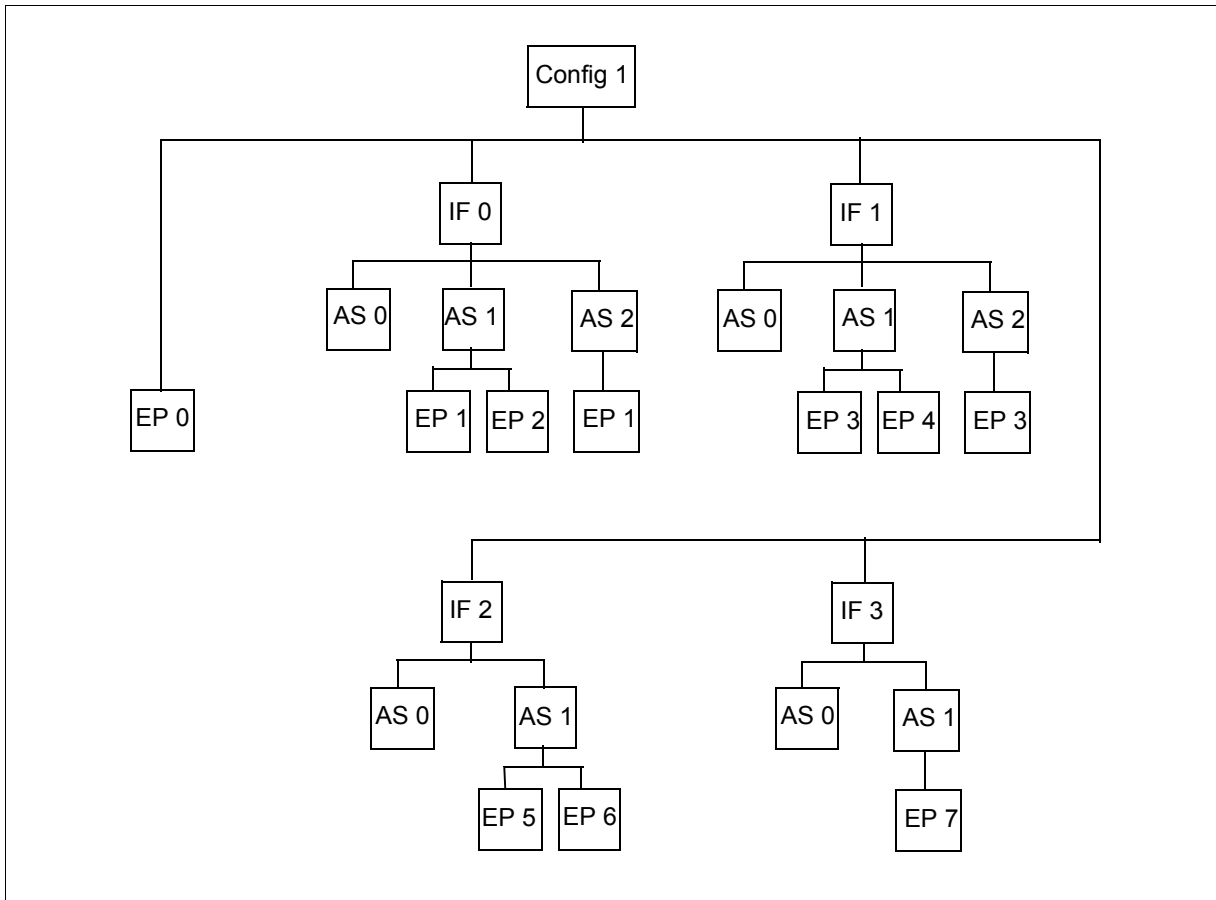 Config 1
IF 0
IF 1
AS 0
AS 1
AS 2
AS 0
AS 1
AS 2
EP 0
EP 1
EP 2
EP 1
EP 3
EP 4
EP 3
IF 2
IF 3
AS 0
AS 1
AS 0
AS 1
EP 5
EP 6
EP 7